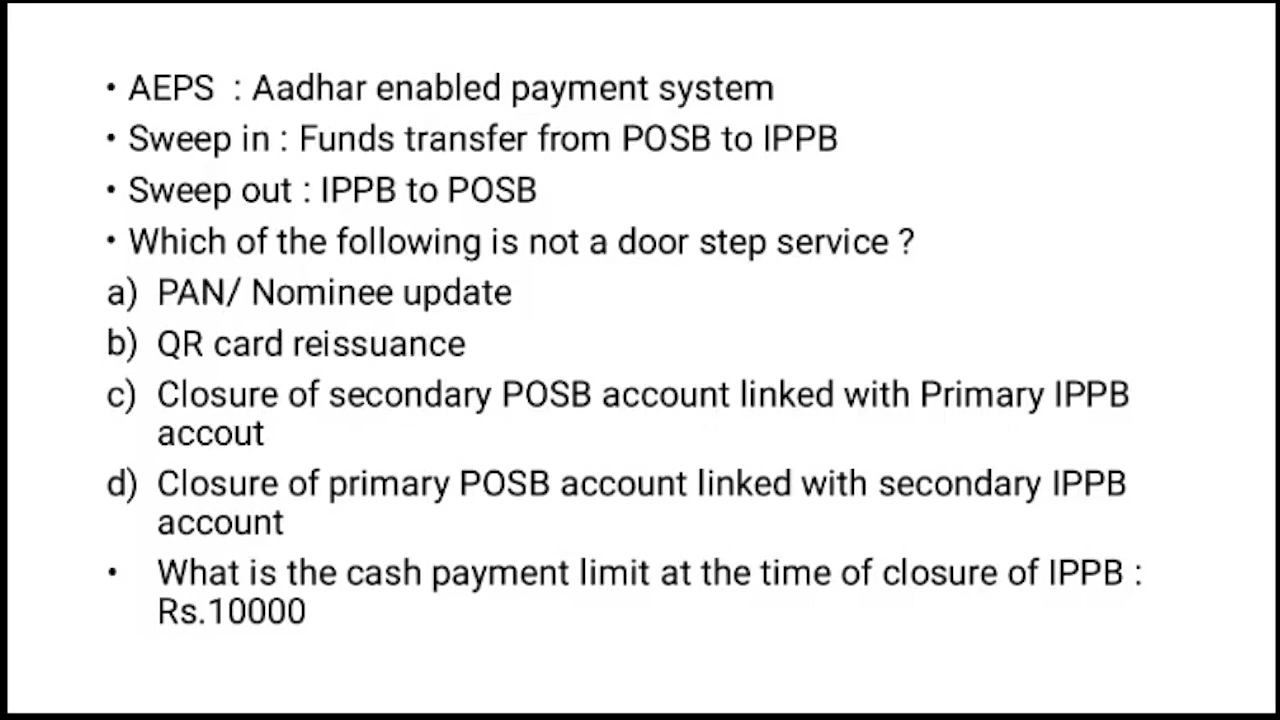 • AEPS : Aadhar enabled payment system
• Sweep in : Funds transfer from POSB to IPPB
• Sweep out : IPPB to POSB
• Which of the following is not a door step service ?
a) PAN/ Nominee update
b) QR card reissuance
c) Closure of secondary POSB account linked with Primary IPPB
accout
d) Closure of primary POSB account linked with secondary IPPB
account
• What is the cash payment limit at the time of closure of IPPB :
Rs.10000